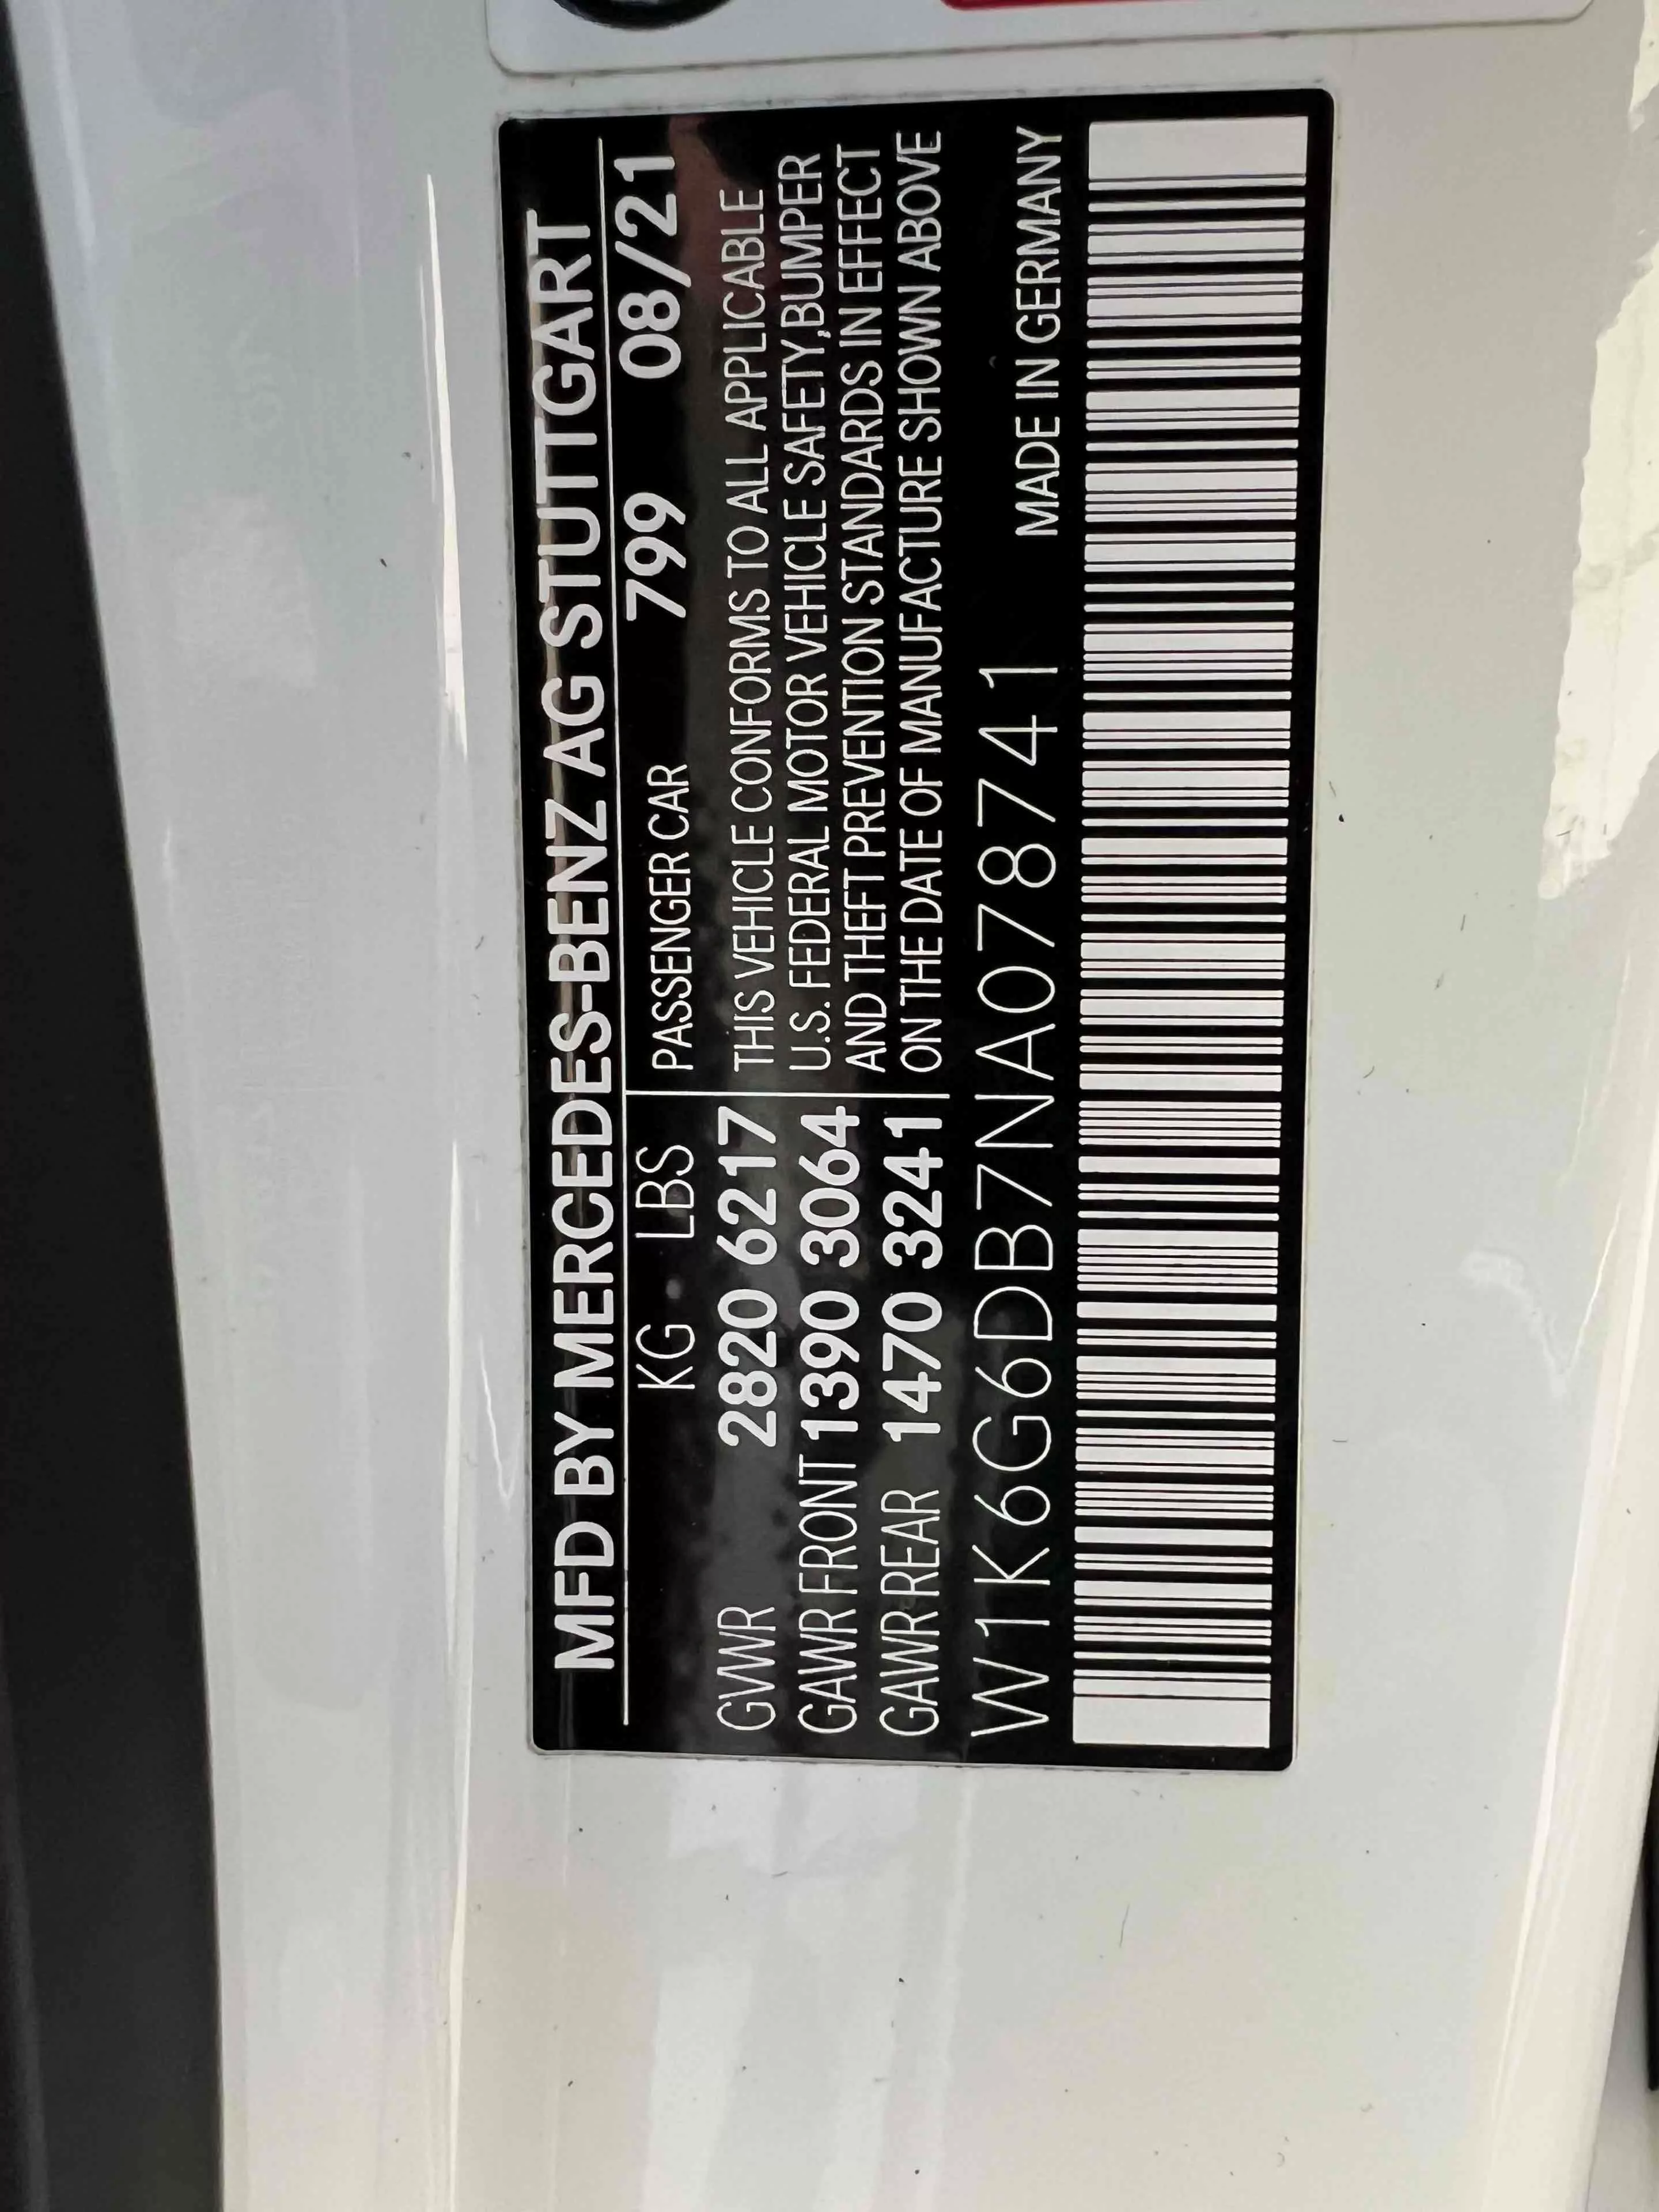 MFD BY MERCEDES-BENZ AG STUTTGART
KG LBS PASSENGER CAR 799 08/21
GVWR 2820 6217 THIS VEHICLE CONFORMS TO ALL APPLICABLE
GAWR FRONT 1390 3064 U.S. FEDERAL MOTOR VEHICLE SAFETY,BUMPER
AND THEFT PREVENTION STANDARDS IN EFFECT
GAWR REAR 1470 3241 ON THE DATE OF MANUFACTURE SHOWN ABOVE
W1K6G6DB7NA078741 MADE IN GERMANY